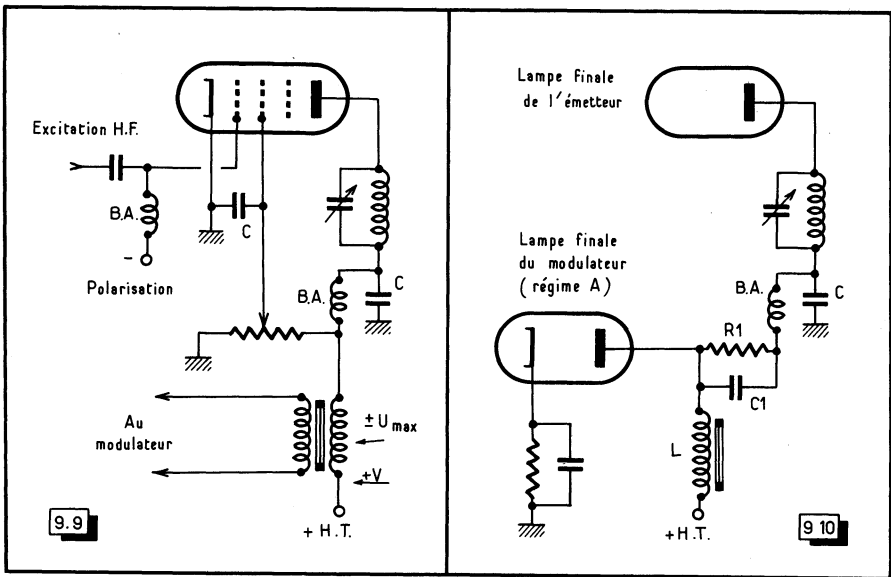 Excitation H.F.
B.A.
-
Polarisation
C
B.A.
C
Au
modulateur
± U max
+V
+ H.T.
9.9
Lampe finale
de l'émetteur
Lampe finale
du modulateur
( régime A )
B.A.
C
R1
C1
L
+H.T.
9 10